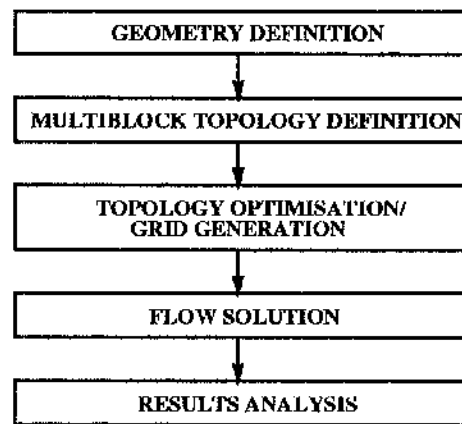 GEOMETRY DEFINITION
MULTIBLOCK TOPOLOGY DEFINITION
TOPOLOGY OPTIMISATION/
GRID GENERATION
FLOW SOLUTION
RESULTS ANALYSIS